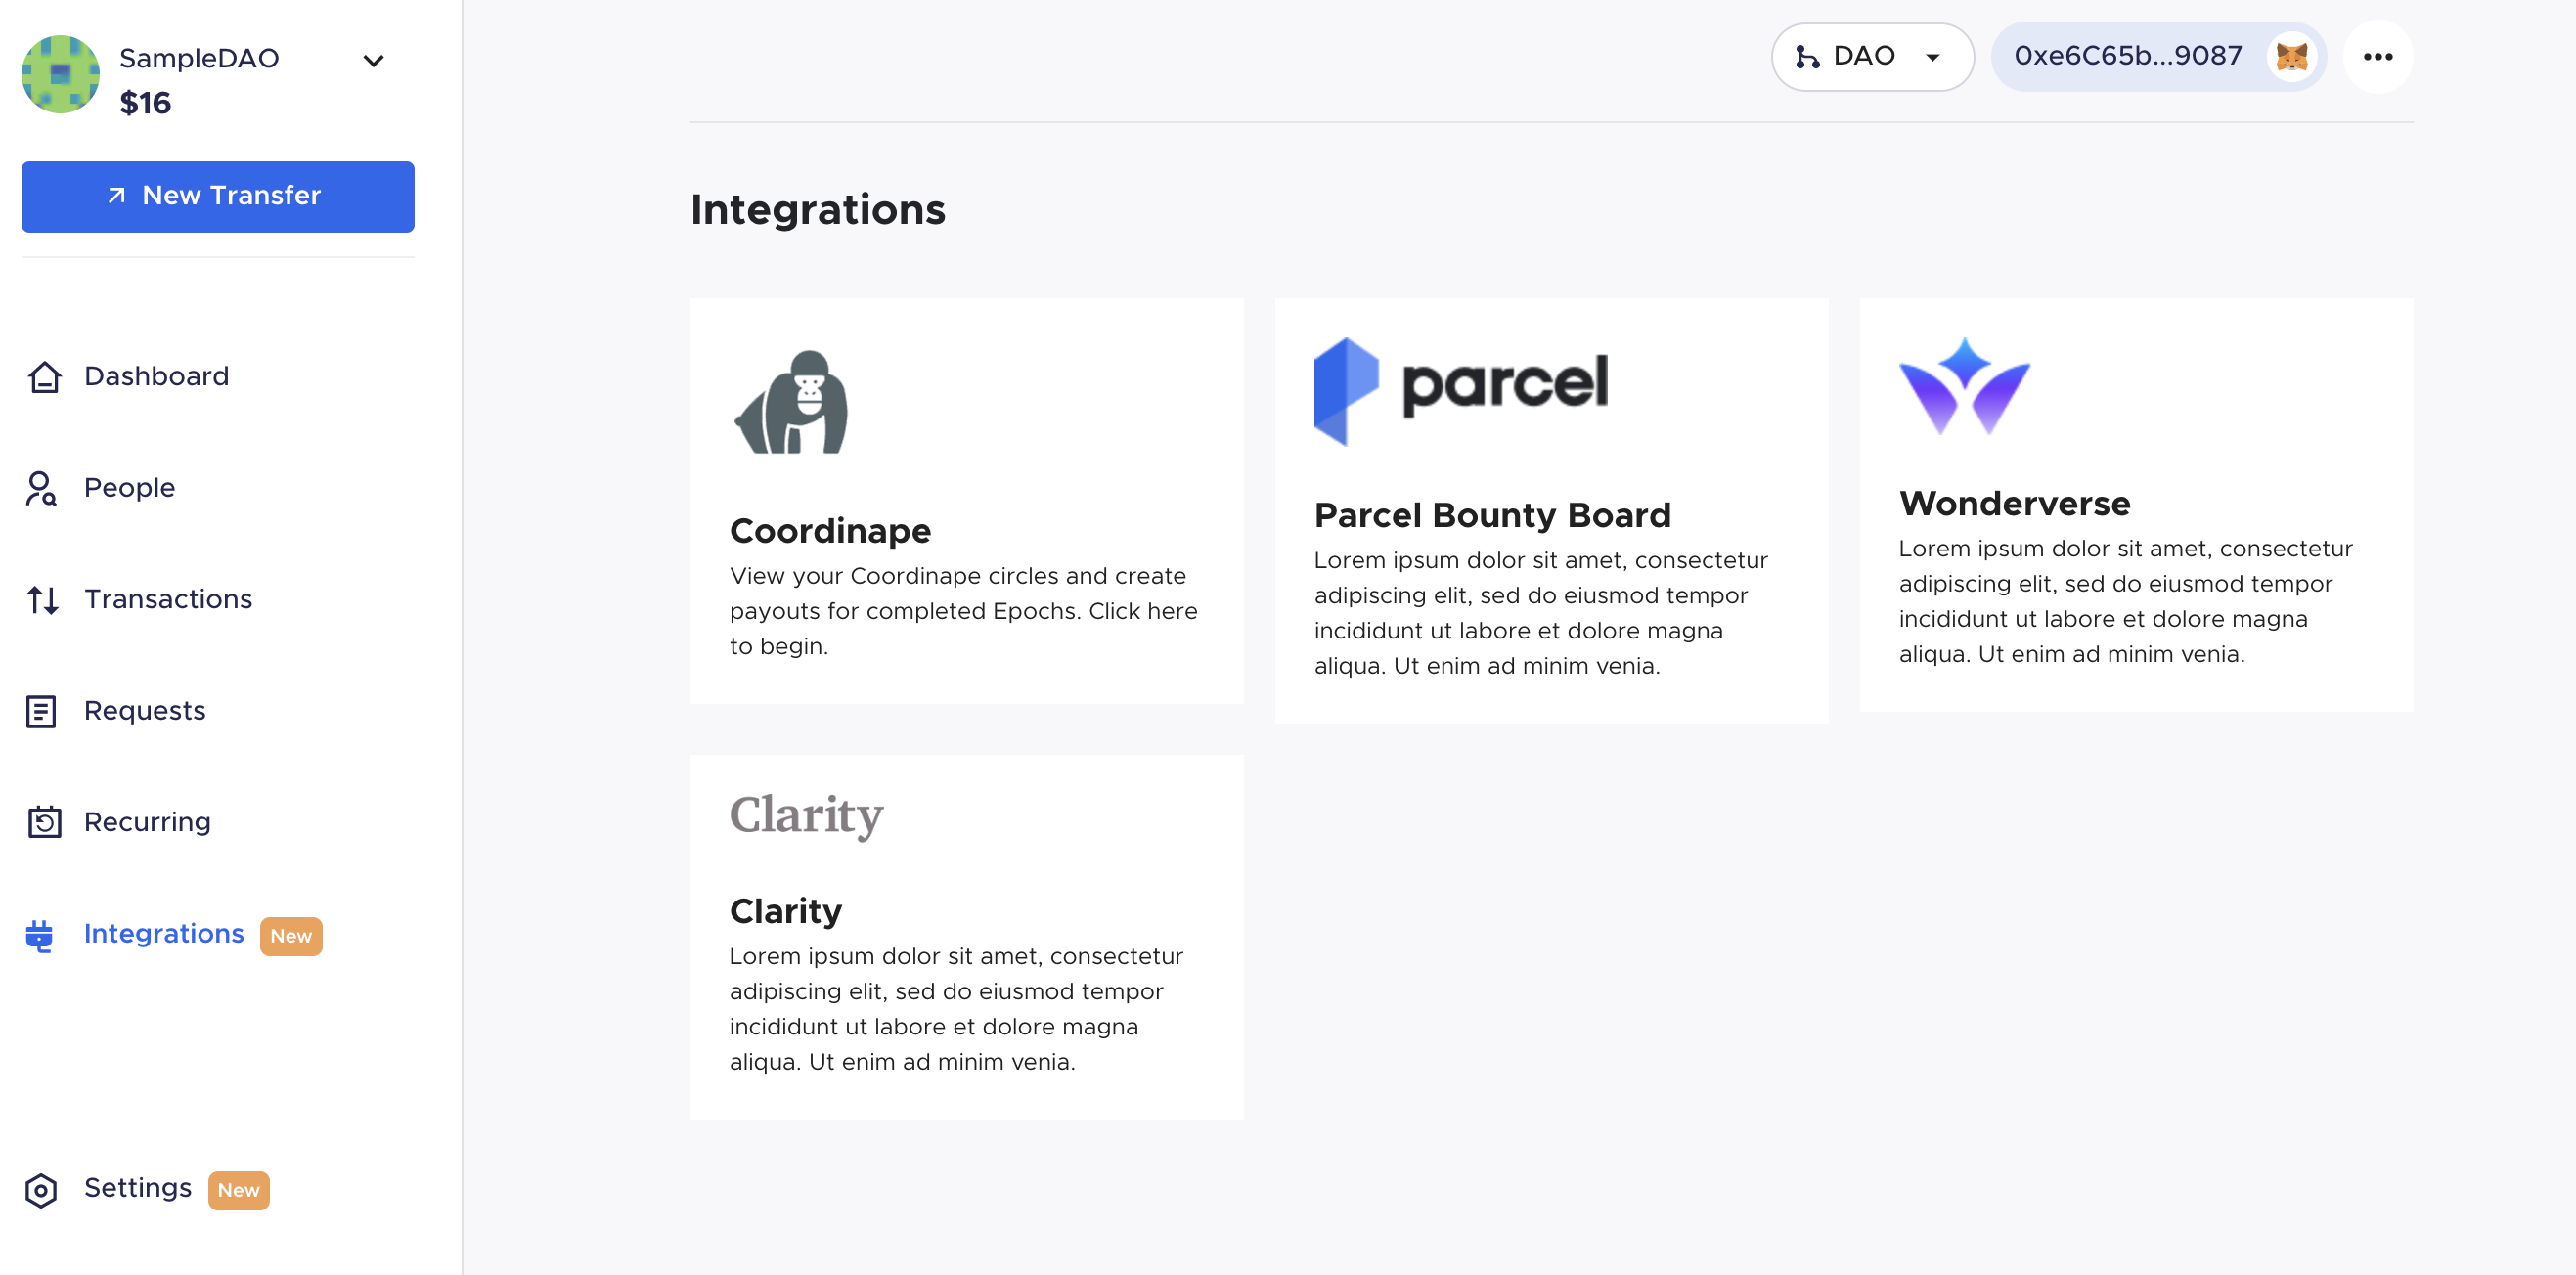 SampleDAO
$16
New Transfer
Dashboard
People
Transactions
Requests
Recurring
Integrations New
Settings New
DAO
0xe6C65b...9087
Integrations
Coordinape
View your Coordinape circles and create
payouts for completed Epochs. Click here
to begin.
parcel
Parcel Bounty Board
Lorem ipsum dolor sit amet, consectetur
adipiscing elit, sed do eiusmod tempor
incididunt ut labore et dolore magna
aliqua. Ut enim ad minim venia.
Wonderverse
Lorem ipsum dolor sit amet, consectetur
adipiscing elit, sed do eiusmod tempor
incididunt ut labore et dolore magna
aliqua. Ut enim ad minim venia.
Clarity
Clarity
Lorem ipsum dolor sit amet, consectetur
adipiscing elit, sed do eiusmod tempor
incididunt ut labore et dolore magna
aliqua. Ut enim ad minim venia.